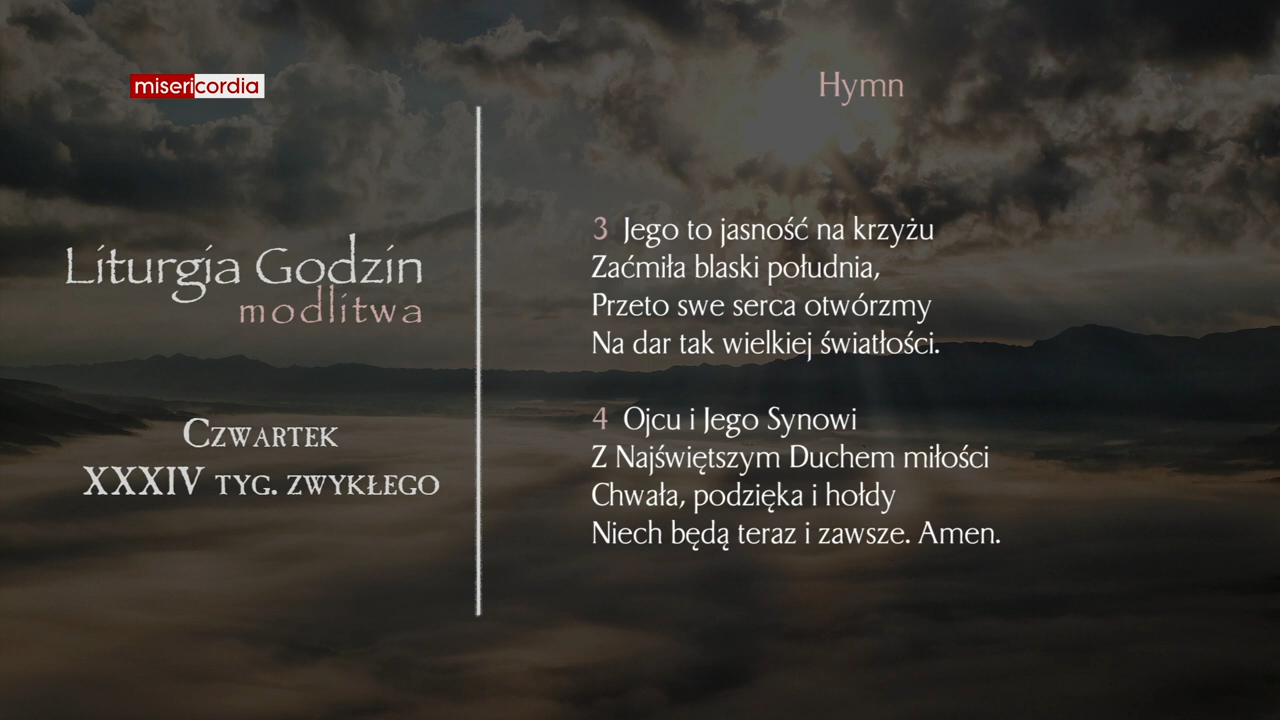 misericordia
Liturgia Godzin
modlitwa
Czwartek
XXXIV tyg. zwykłego
Hymn
3 Jego to jasność na krzyżu
Zaćmiła blaski południa,
Przeto swe serca otwórzmy
Na dar tak wielkiej światłości.
4 Ojcu i Jego Synowi
Z Najświętszym Duchem miłości
Chwała, podzięka i hołdy
Niech będą teraz i zawsze. Amen.